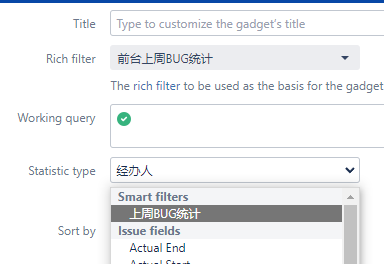 Title
Type to customize the gadget's title
Rich filter
前台上周BUG统计
The rich filter to be used as the basis for the gadget
Working query
Statistic type
经办人
Smart filters
上周BUG统计
Issue fields
Sort by
Actual End
Actual Start